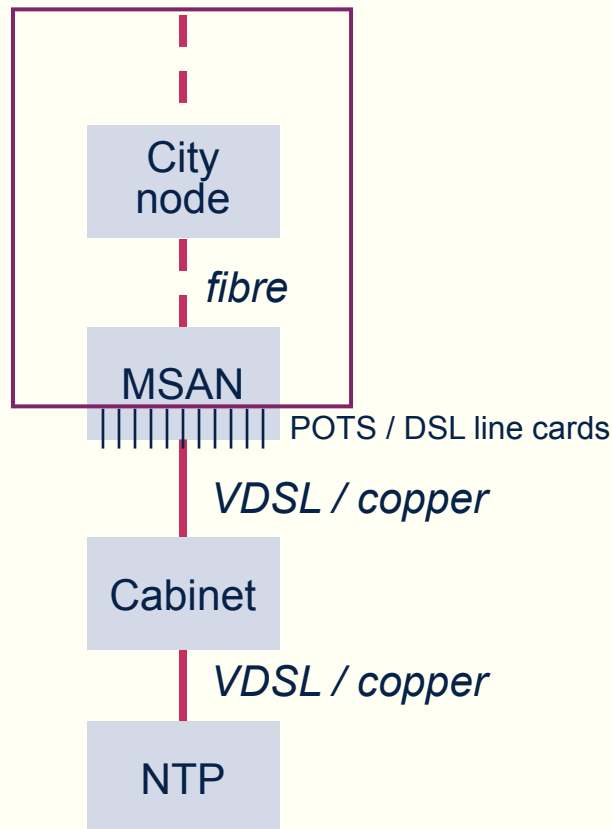 City
node
fibre
MSAN
POTS / DSL line cards
VDSL / copper
Cabinet
VDSL / copper
NTP